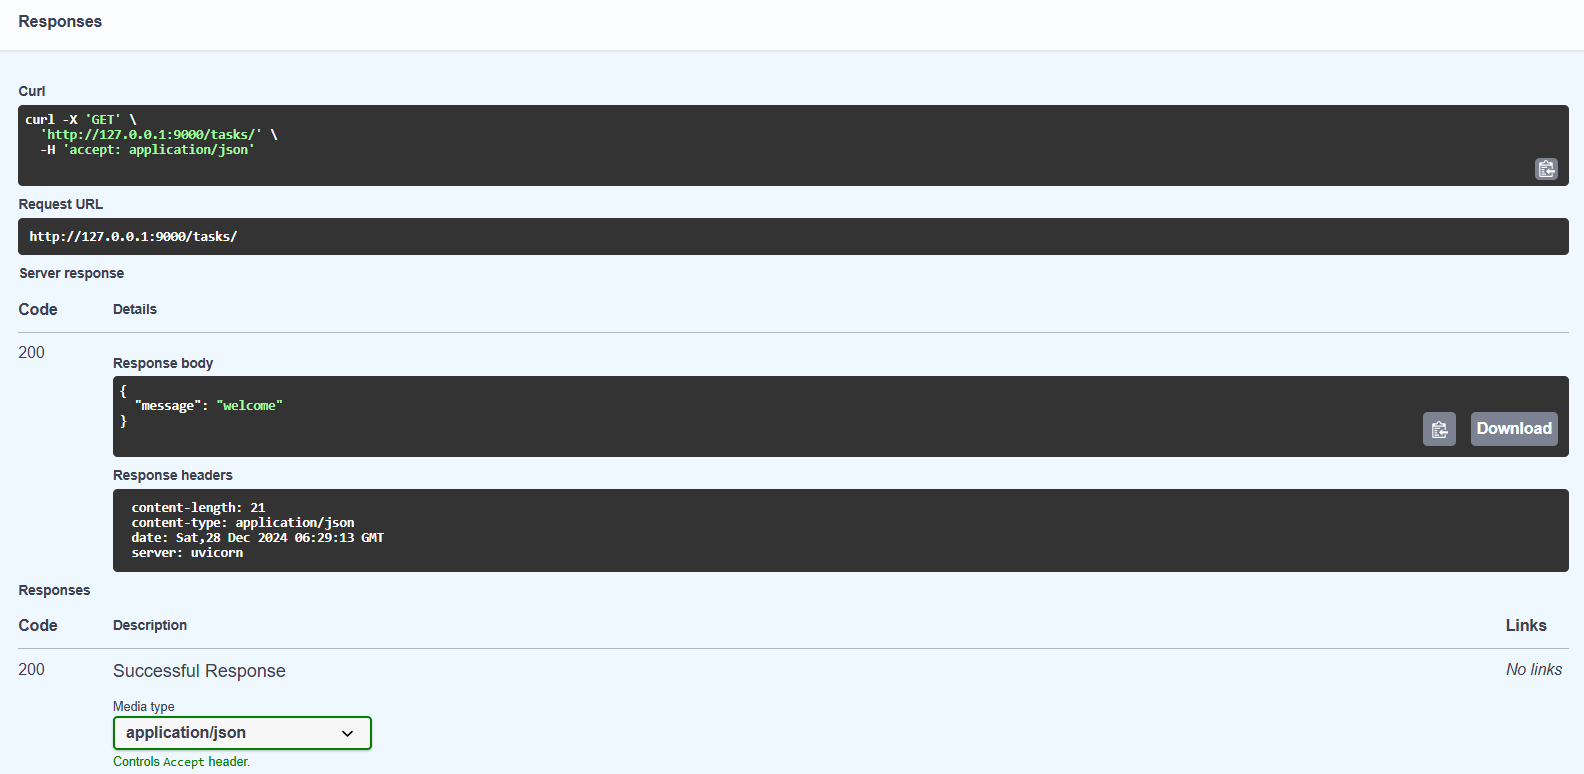 Responses
Curl
curl -X 'GET' \
  'http://127.0.0.1:9000/tasks/' \
  -H 'accept: application/json'
Request URL
http://127.0.0.1:9000/tasks/
Server response
Code Details
200
Response body
{
  "message": "welcome"
}
Download
Response headers
content-length: 21
content-type: application/json
date: Sat,28 Dec 2024 06:29:13 GMT
server: uvicorn
Responses
Code Description Links
200 Successful Response No links
Media type
application/json
Controls Accept header.